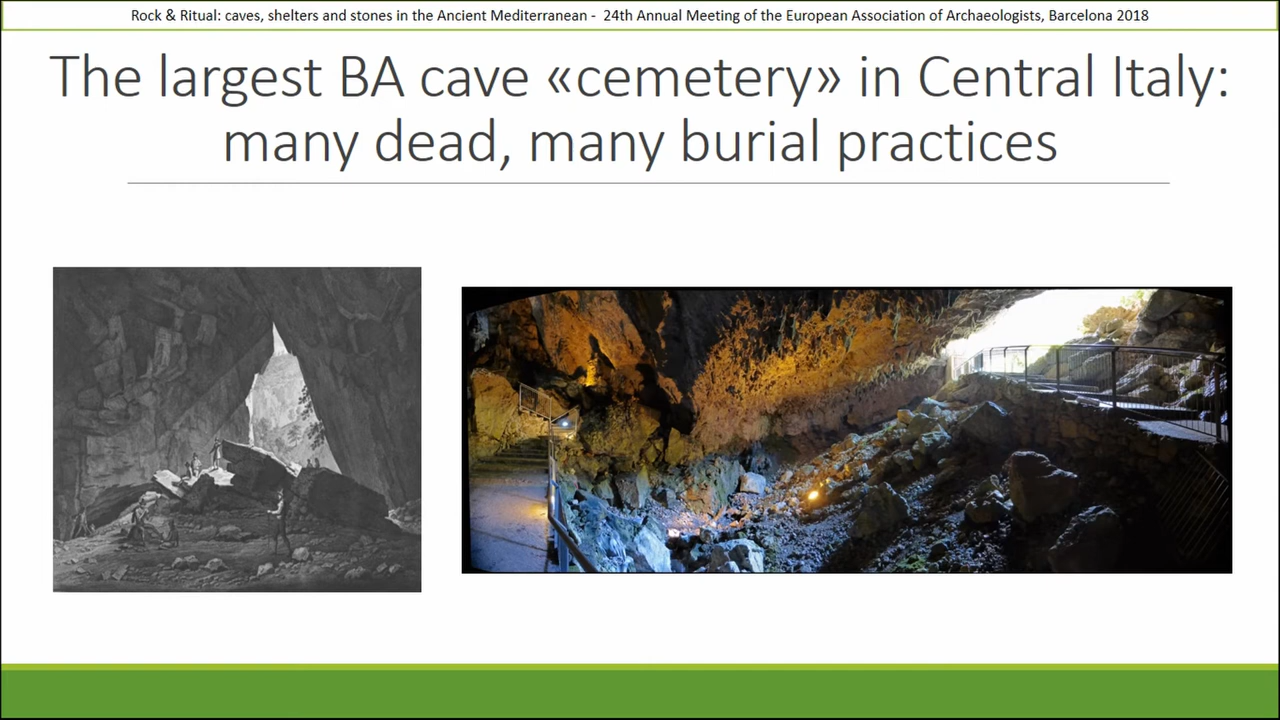 Rock & Ritual: caves, shelters and stones in the Ancient Mediterranean - 24th Annual Meeting of the European Association of Archaeologists, Barcelona 2018
The largest BA cave «cemetery» in Central Italy:
many dead, many burial practices